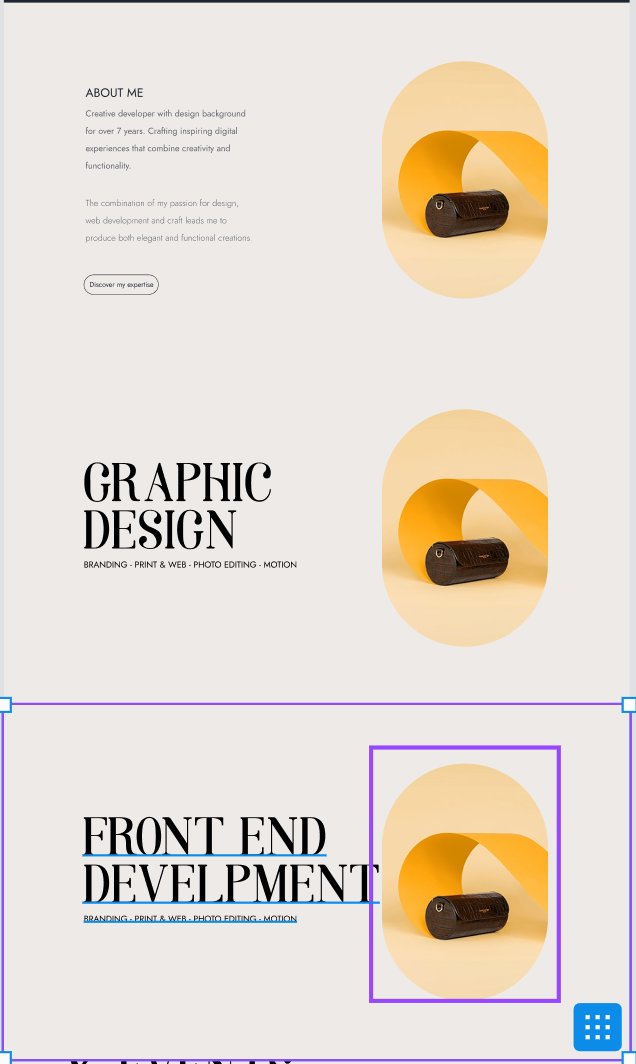 ABOUT ME
Creative developer with design background
for over 7 years. Crafting inspiring digital
experiences that combine creativity and
functionality.
The combination of my passion for design,
web development and craft leads me to
produce both elegant and functional creations
Discover my expertise
GRAPHIC
DESIGN
BRANDING - PRINT & WEB - PHOTO EDITING - MOTION
FRONT END
DEVELPMENT
BRANDING - PRINT & WEB - PHOTO EDITING - MOTION